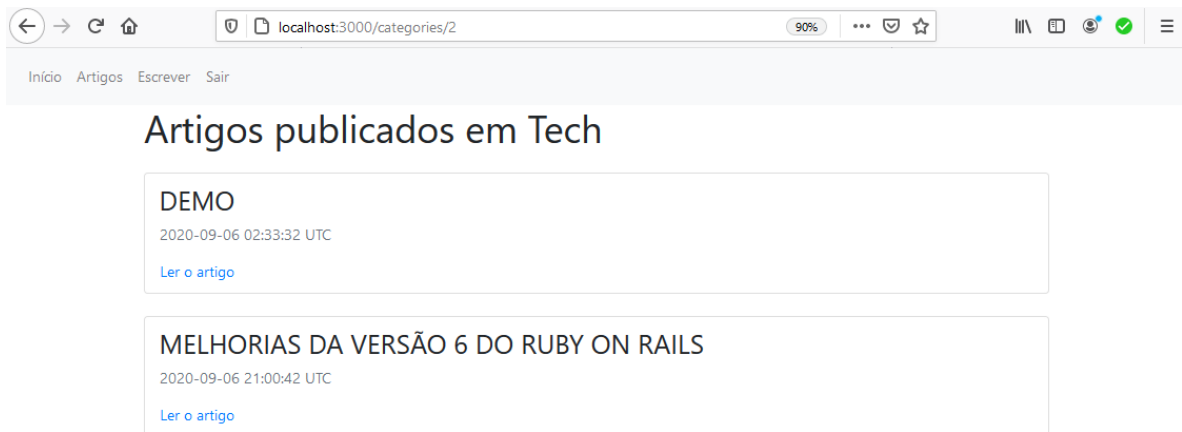 localhost:3000/categories/2
90%
Início Artigos Escrever Sair
Artigos publicados em Tech
DEMO
2020-09-06 02:33:32 UTC
Ler o artigo
MELHORIAS DA VERSÃO 6 DO RUBY ON RAILS
2020-09-06 21:00:42 UTC
Ler o artigo